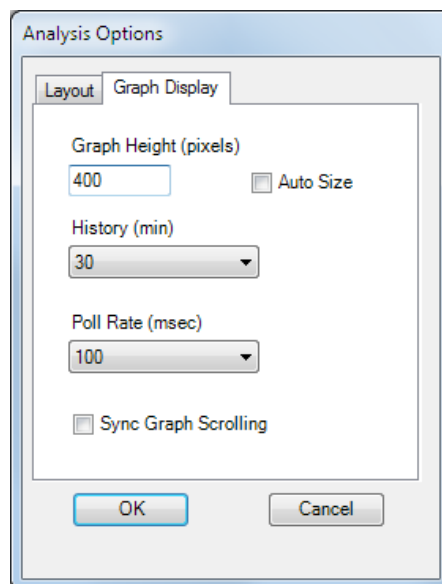 Analysis Options
Layout Graph Display
Graph Height (pixels)
400 Auto Size
History (min)
30
Poll Rate (msec)
100
Sync Graph Scrolling
OK Cancel